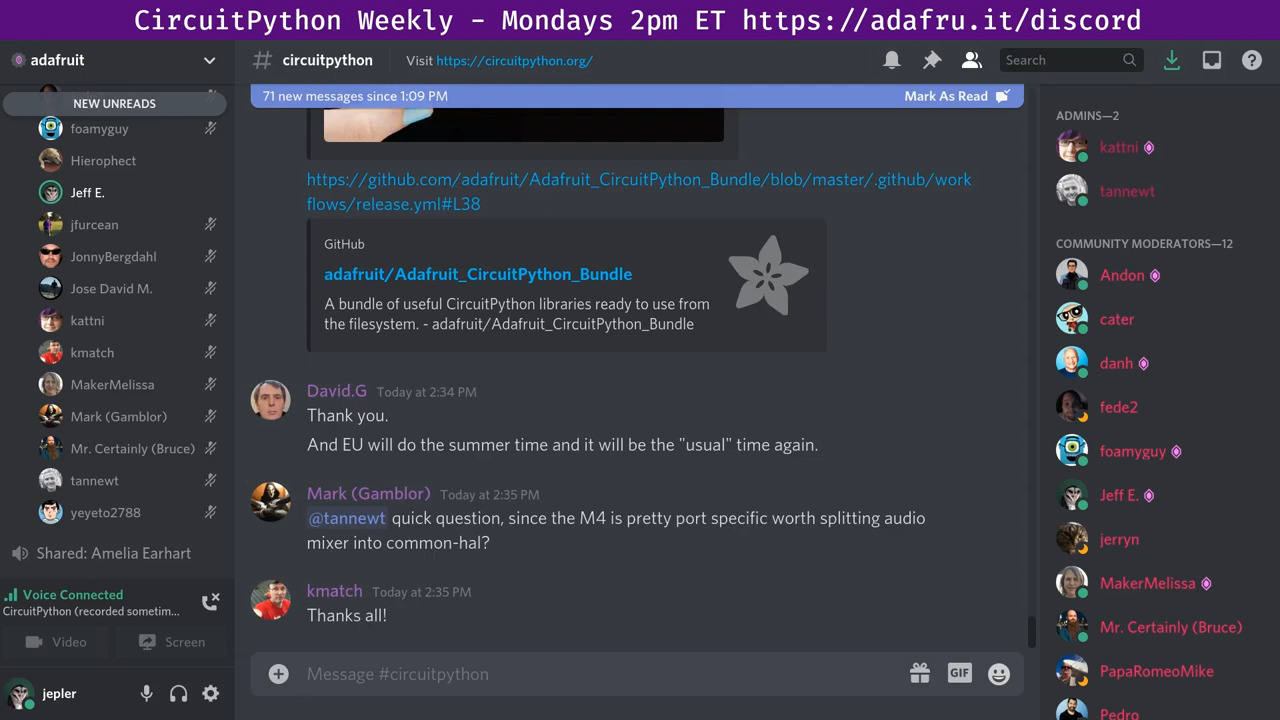 CircuitPython Weekly - Mondays 2pm ET https://adafru.it/discord
adafruit
NEW UNREADS
foamyguy
Hierophect
Jeff E.
jfurcean
JonnyBergdahl
Jose David M.
kattni
kmatch
MakerMelissa
Mark (Gamblor)
Mr. Certainly (Bruce)
tannewt
yeyeto2788
Shared: Amelia Earhart
Voice Connected
CircuitPython (recorded sometim...
Video
Screen
jepler
# circuitpython
Visit https://circuitpython.org/
Search
71 new messages since 1:09 PM
Mark As Read
https://github.com/adafruit/Adafruit_CircuitPython_Bundle/blob/master/.github/work
flows/release.yml#L38
GitHub
adafruit/Adafruit_CircuitPython_Bundle
A bundle of useful CircuitPython libraries ready to use from
the filesystem. - adafruit/Adafruit_CircuitPython_Bundle
David.G Today at 2:34 PM
Thank you.
And EU will do the summer time and it will be the "usual" time again.
Mark (Gamblor) Today at 2:35 PM
@tannewt quick question, since the M4 is pretty port specific worth splitting audio
mixer into common-hal?
kmatch Today at 2:35 PM
Thanks all!
Message #circuitpython
GIF
ADMINS—2
kattni
tannewt
COMMUNITY MODERATORS—12
Andon
cater
danh
fede2
foamyguy
Jeff E.
jerryn
MakerMelissa
Mr. Certainly (Bruce)
PapaRomeoMike
Pedro